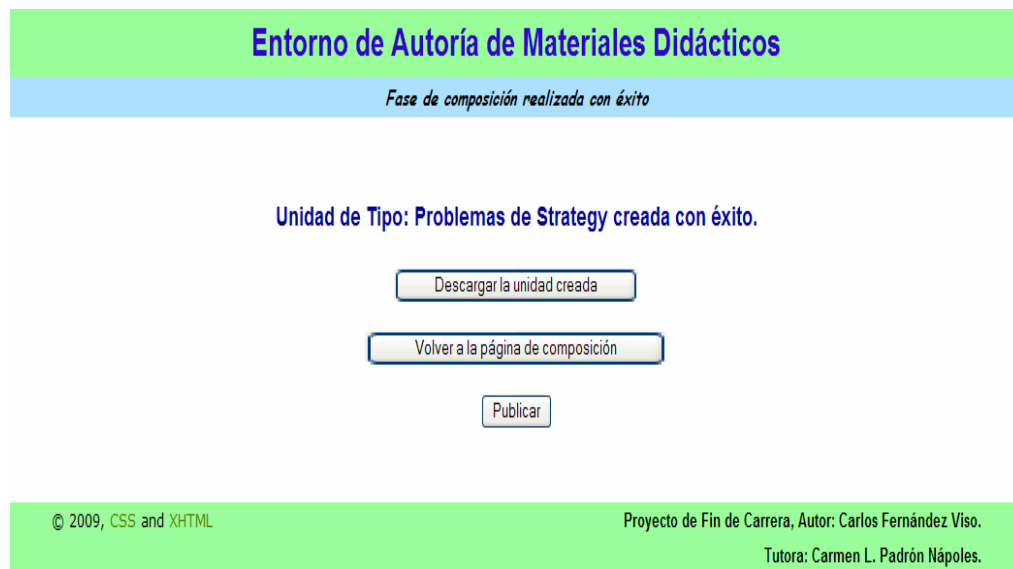 Entorno de Autoría de Materiales Didácticos
Fase de composición realizada con éxito
Unidad de Tipo: Problemas de Strategy creada con éxito.
Descargar la unidad creada
Volver a la página de composición
Publicar
© 2009, CSS and XHTML
Proyecto de Fin de Carrera, Autor: Carlos Fernández Viso.
Tutora: Carmen L. Padrón Nápoles.